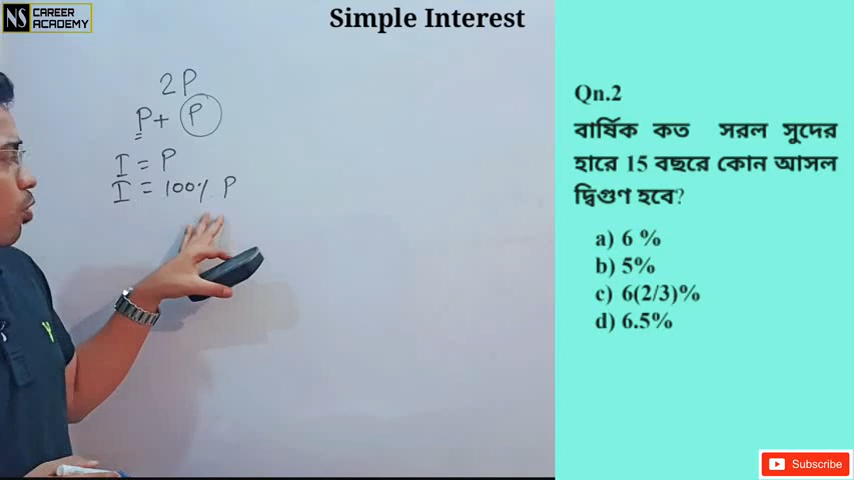 NS CAREER
ACADEMY
Simple Interest
2P
P + P
I = P
I = 100% P
Qn.2
বার্ষিক কত সরল সুদের
হারে 15 বছরে কোন আসল
দ্বিগুণ হবে?
a) 6 %
b) 5%
c) 6(2/3)%
d) 6.5%
Subscribe